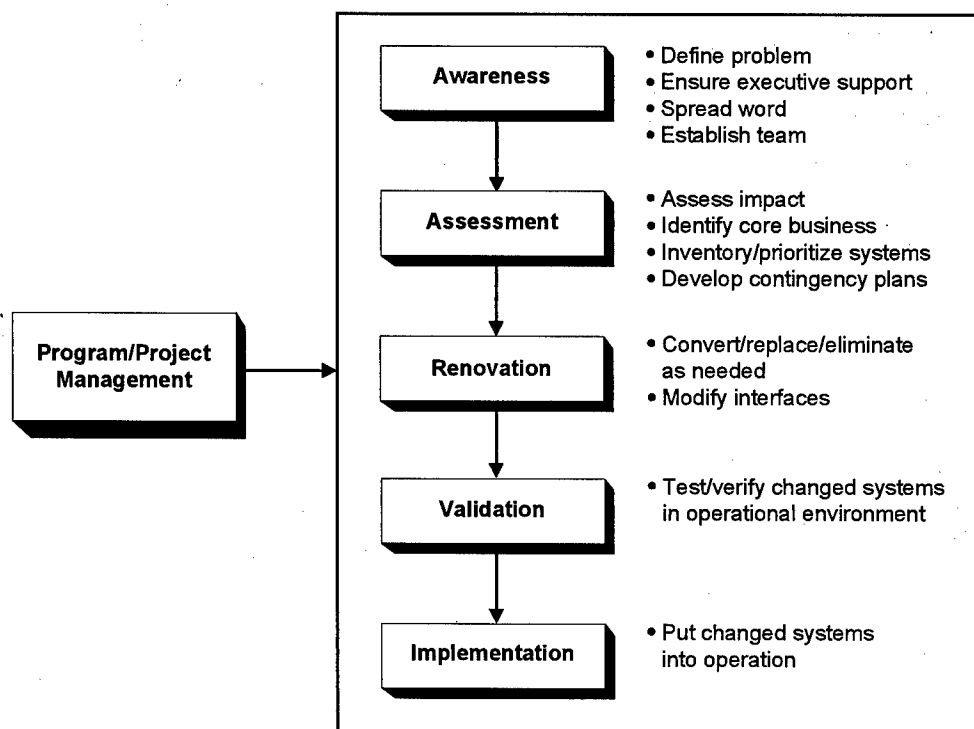 Program/Project
Management
Awareness
• Define problem
• Ensure executive support
• Spread word
• Establish team
Assessment
• Assess impact
• Identify core business
• Inventory/prioritize systems
• Develop contingency plans
Renovation
• Convert/replace/eliminate
as needed
• Modify interfaces
Validation
• Test/verify changed systems
in operational environment
Implementation
• Put changed systems
into operation